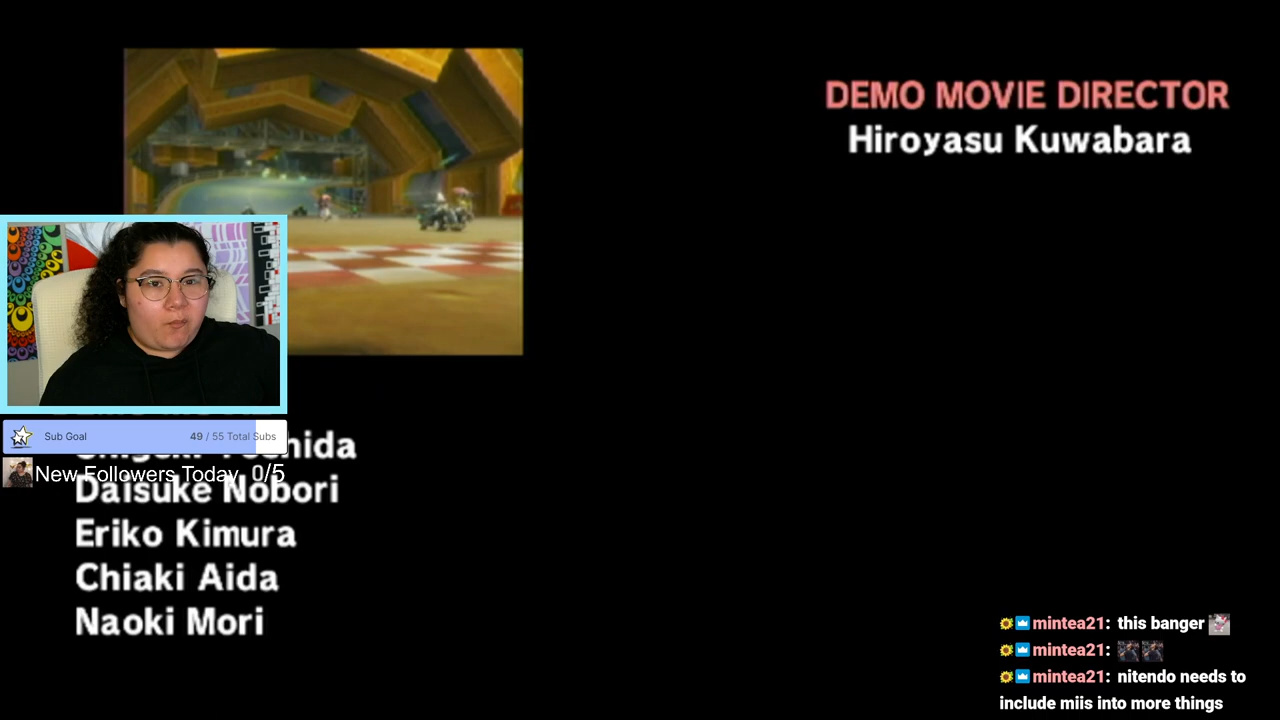 DEMO MOVIE DIRECTOR
Hiroyasu Kuwabara
Sub Goal 49 / 55 Total Subs
New Followers Today 0/5
Daisuke Nobori
Eriko Kimura
Chiaki Aida
Naoki Mori
mintea21: this banger
mintea21:
mintea21: nitendo needs to
include miis into more things